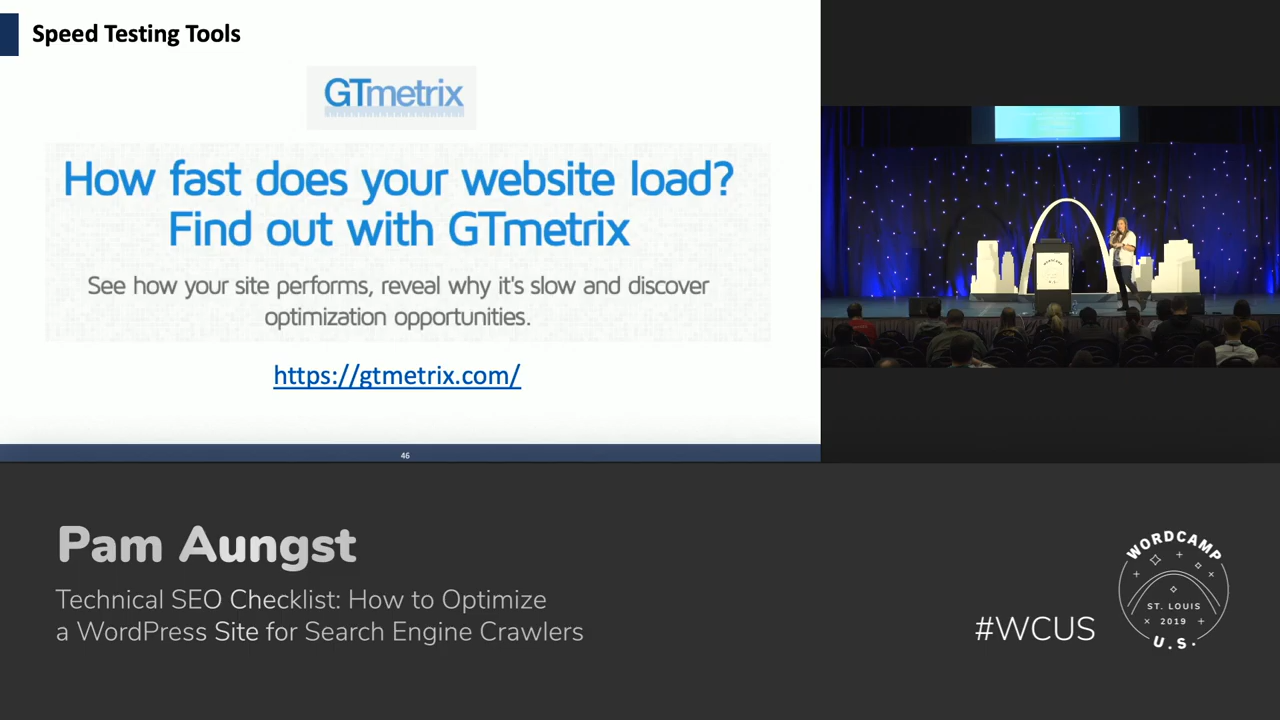 Speed Testing Tools
GTmetrix
How fast does your website load?
Find out with GTmetrix
See how your site performs, reveal why it's slow and discover
optimization opportunities.
https://gtmetrix.com/
46
Pam Aungst
Technical SEO Checklist: How to Optimize
a WordPress Site for Search Engine Crawlers
#WCUS
WORDCAMP
ST. LOUIS
2019
U.S.